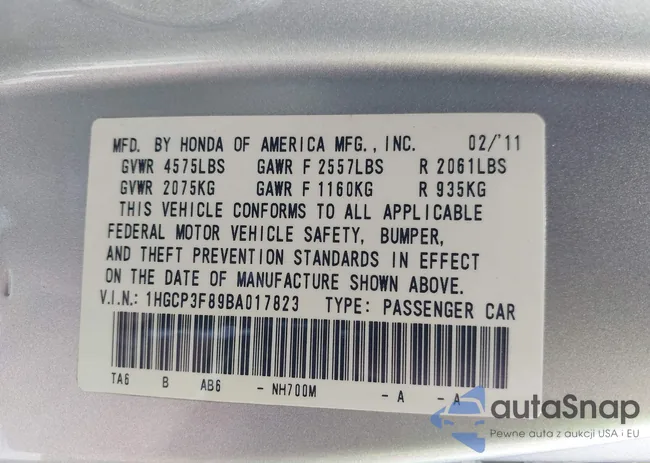 MFD. BY HONDA OF AMERICA MFG., INC. 02/'11
GVWR 4575LBS GAWR F 2557LBS R 2061LBS
GVWR 2075KG GAWR F 1160KG R 935KG
THIS VEHICLE CONFORMS TO ALL APPLICABLE
FEDERAL MOTOR VEHICLE SAFETY, BUMPER,
AND THEFT PREVENTION STANDARDS IN EFFECT
ON THE DATE OF MANUFACTURE SHOWN ABOVE.
V.I.N.: 1HGCP3F89BA017823 TYPE: PASSENGER CAR
TA6 B AB6 - NH700M - A - A
autaSnap
Pewne auta z aukcji USA i EU